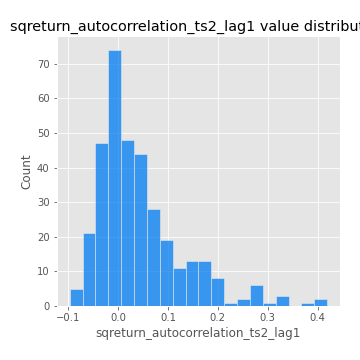 sqreturn_autocorrelation_ts2_lag1 value distribut
Count
70
60
50
40
30
20
10
0
−0.1 0.0 0.1 0.2 0.3 0.4
sqreturn_autocorrelation_ts2_lag1